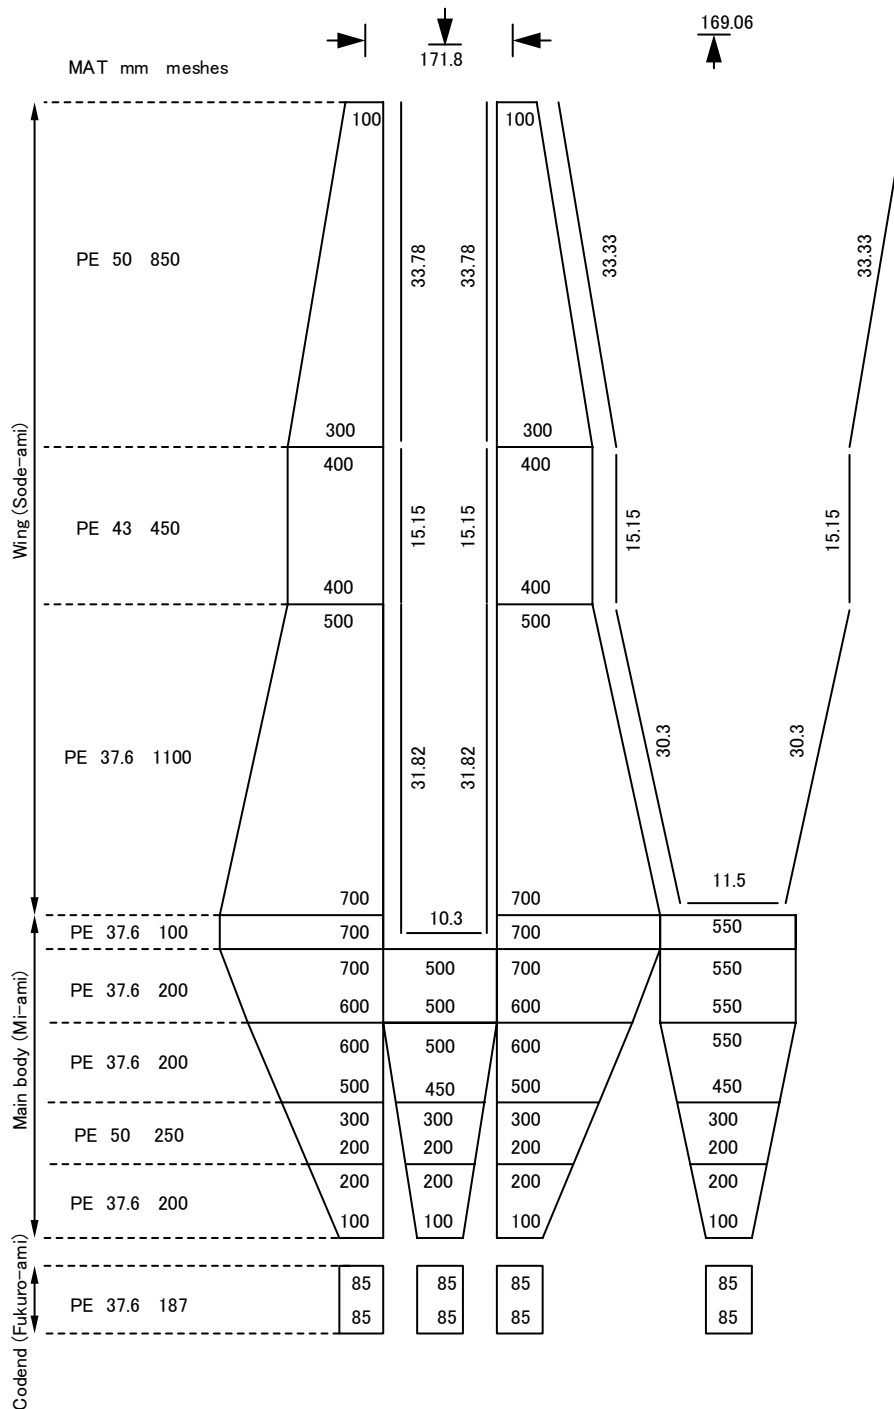 169.06
171.8
MAT mm meshes
100 100
PE 50 850
33.78 33.78 33.33 33.33
300 300
400 400
Wing (Sode-ami)
PE 43 450
15.15 15.15 15.15 15.15
400 400
500 500
PE 37.6 1100
31.82 31.82 30.3 30.3
11.5
700 700
10.3
PE 37.6 100
700 700 550
700 500 700 550
PE 37.6 200
600 500 600 550
Main body (Mi-ami)
600 500 600 550
PE 37.6 200
500 450 500 450
300 300 300 300
PE 50 250
200 200 200 200
200 200 200 200
PE 37.6 200
100 100 100 100
Codend (Fukuro-ami)
85 85 85 85
PE 37.6 187
85 85 85 85